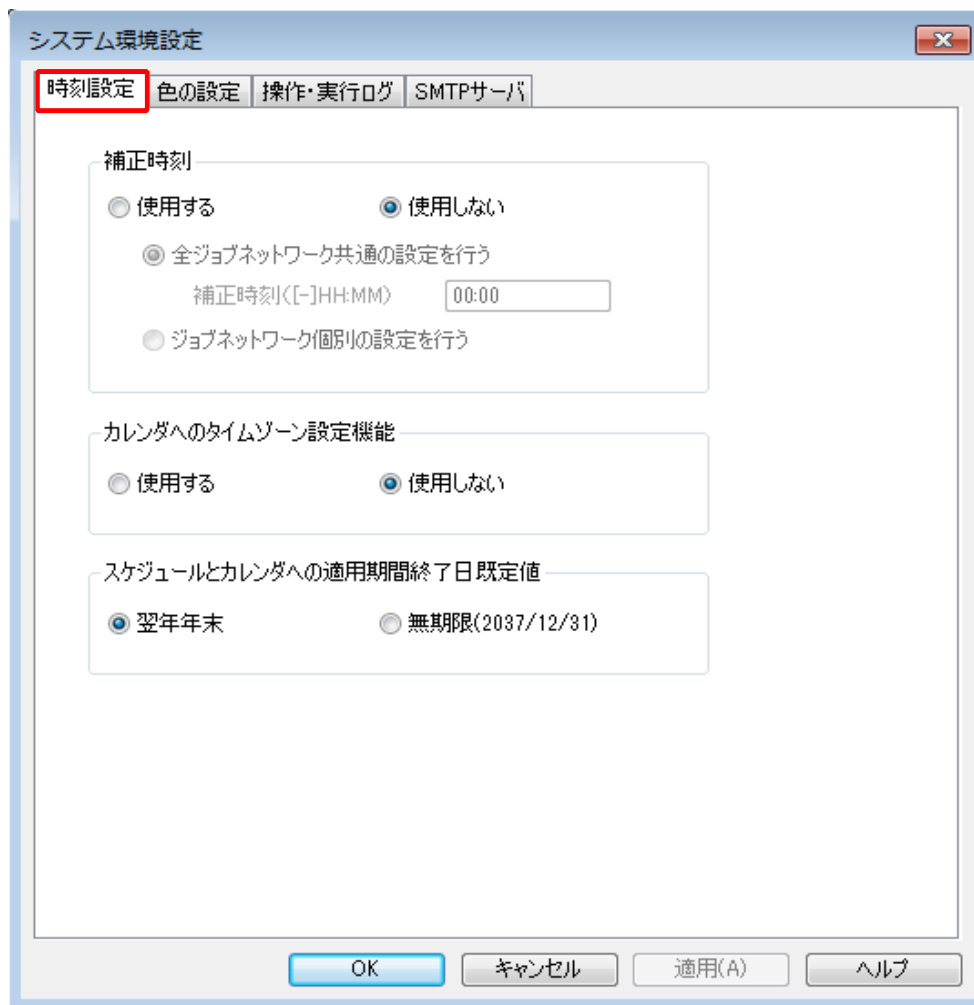 システム環境設定
時刻設定 色の設定 操作・実行ログ SMTPサーバ
補正時刻
使用する 使用しない
全ジョブネットワーク共通の設定を行う
補正時刻([-]HH:MM) 00:00
ジョブネットワーク個別の設定を行う
カレンダへのタイムゾーン設定機能
使用する 使用しない
スケジュールとカレンダへの適用期間終了日既定値
翌年年末 無期限(2037/12/31)
OK キャンセル 適用(A) ヘルプ